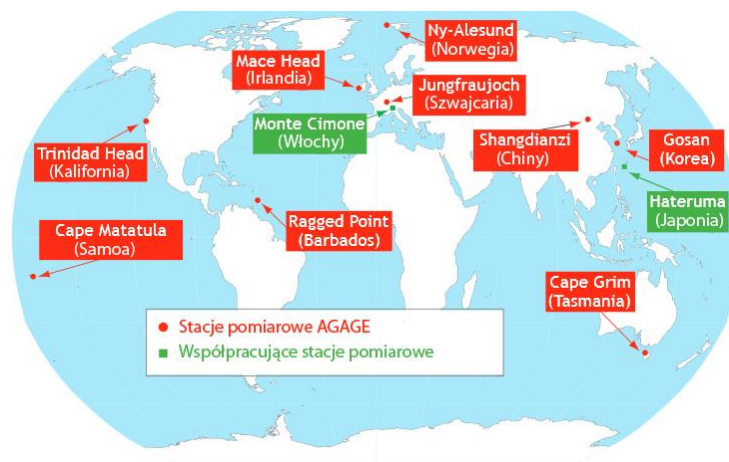 Ny-Alesund
(Norwegia)
Mace Head
(Irlandia)
Jungfraujoch
(Szwajcaria)
Monte Cimone
(Włochy)
Shangdianzi
(Chiny)
Gosan
(Korea)
Trinidad Head
(Kalifornia)
Hateruma
(Japonia)
Ragged Point
(Barbados)
Cape Matatula
(Samoa)
Cape Grim
(Tasmania)
Stacje pomiarowe AGAGE
Współpracujące stacje pomiarowe